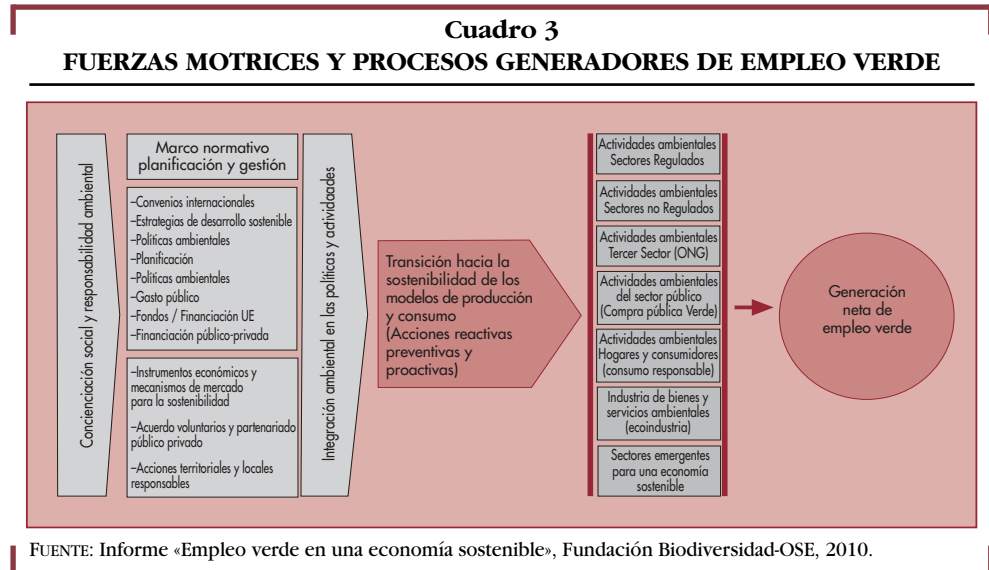 Cuadro 3
FUERZAS MOTRICES Y PROCESOS GENERADORES DE EMPLEO VERDE
Concienciación social y responsabilidad ambiental
Marco normativo
planificación y gestión
–Convenios internacionales
–Estrategias de desarrollo sostenible
–Políticas ambientales
–Planificación
–Políticas ambientales
–Gasto público
–Fondos / Financiación UE
–Financiación público-privada
–Instrumentos económicos y
mecanismos de mercado
para la sostenibilidad
–Acuerdo voluntarios y partenariado
público privado
–Acciones territoriales y locales
responsables
Integración ambiental en las políticas y actividaades
Transición hacia la
sostenibilidad de los
modelos de producción
y consumo
(Acciones reactivas
preventivas y
proactivas)
Actividades ambientales
Sectores Regulados
Actividades ambientales
Sectores no Regulados
Actividades ambientales
Tercer Sector (ONG)
Actividades ambientales
del sector público
(Compra pública Verde)
Actividades ambientales
Hogares y consumidores
(consumo responsable)
Industria de bienes y
servicios ambientales
(ecoindustria)
Sectores emergentes
para una economía
sostenible
Generación
neta de
empleo verde
FUENTE: Informe «Empleo verde en una economía sostenible», Fundación Biodiversidad-OSE, 2010.